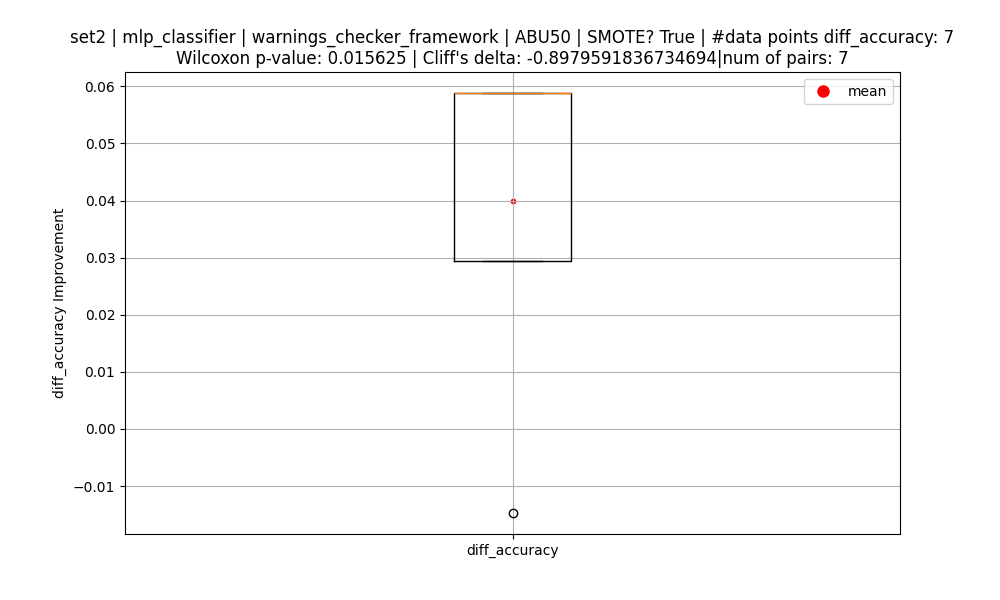 set2 | mlp_classifier | warnings_checker_framework | ABU50 | SMOTE? True | #data points diff_accuracy: 7
Wilcoxon p-value: 0.015625 | Cliff's delta: -0.8979591836734694|num of pairs: 7
mean
0.06
0.05
0.04
0.03
0.02
0.01
0.00
−0.01
diff_accuracy Improvement
diff_accuracy